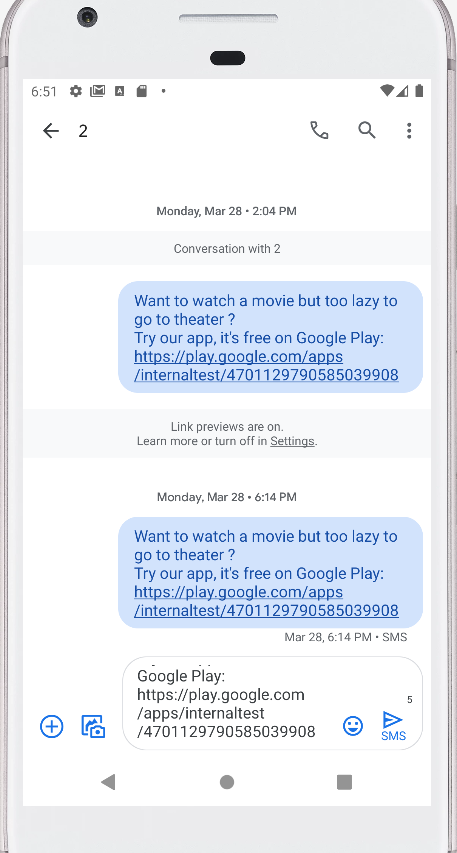 6:51
2
Monday, Mar 28 • 2:04 PM
Conversation with 2
Want to watch a movie but too lazy to
go to theater ?
Try our app, it's free on Google Play:
https://play.google.com/apps
/internaltest/4701129790585039908
Link previews are on.
Learn more or turn off in Settings.
Monday, Mar 28 • 6:14 PM
Want to watch a movie but too lazy to
go to theater ?
Try our app, it's free on Google Play:
https://play.google.com/apps
/internaltest/4701129790585039908
Mar 28, 6:14 PM • SMS
Google Play:
https://play.google.com
/apps/internaltest
/4701129790585039908
5
SMS